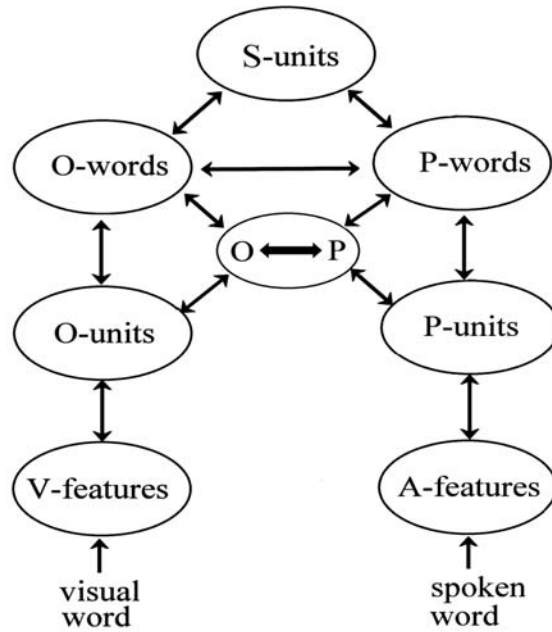 S-units
O-words
P-words
O P
O-units
P-units
V-features
A-features
visual
word
spoken
word